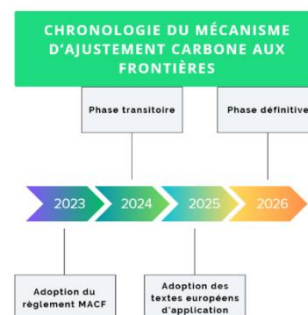 CHRONOLOGIE DU MÉCANISME
D'AJUSTEMENT CARBONE AUX
FRONTIÈRES
Phase transitoire
Phase définitive
2023
2024
2025
2026
Adoption du
règlement MACF
Adoption des
textes européens
d'application